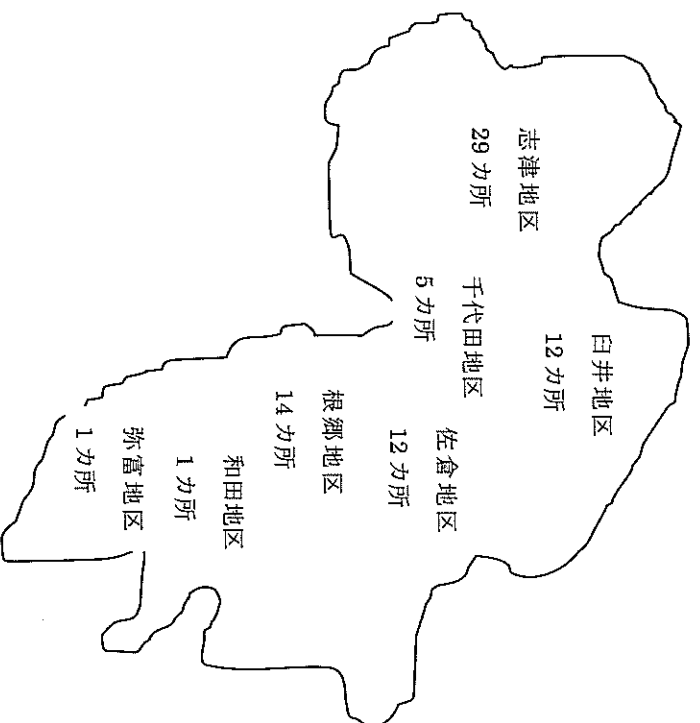 臼井地区
12カ所
志津地区
29カ所
千代田地区
5カ所
佐倉地区
12カ所
根郷地区
14カ所
和田地区
1カ所
弥富地区
1カ所